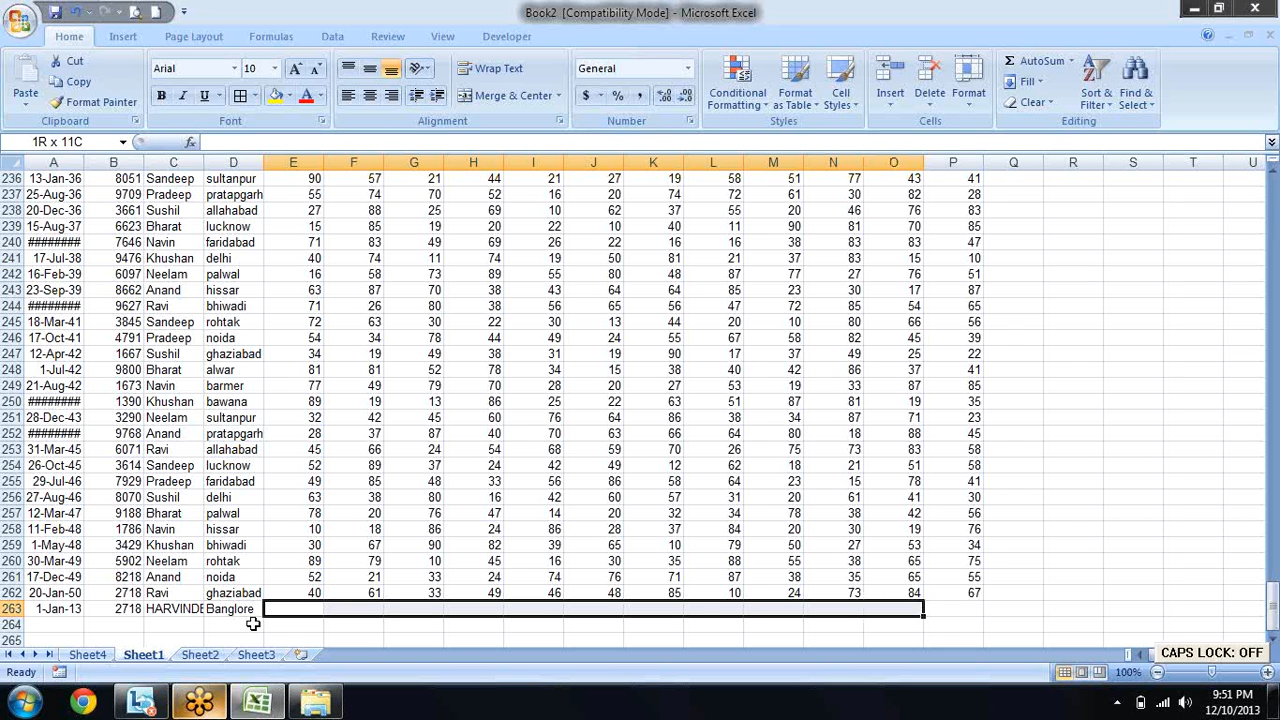 Book2 [Compatibility Mode] - Microsoft Excel
Home Insert Page Layout Formulas Data Review View Developer
Paste Cut Copy Format Painter Clipboard
Arial 10 B I U A A A Font
Wrap Text Merge & Center Alignment
General $ % , Number
Conditional Formatting Format as Table Cell Styles Styles
Insert Delete Format Cells
Σ AutoSum Fill Clear Sort & Filter Find & Select Editing
1R x 11C fx
A B C D E F G H I J K L M N O P Q R S T U
236 13-Jan-36 8051 Sandeep sultanpur 90 57 21 44 21 27 19 58 51 77 43 41
237 25-Aug-36 9709 Pradeep pratapgarh 55 74 70 52 16 20 74 72 61 30 82 28
238 20-Dec-36 3661 Sushil allahabad 27 88 25 69 10 62 37 55 20 46 76 83
239 15-Aug-37 6623 Bharat lucknow 15 85 19 20 22 10 40 11 90 81 70 85
240 ######## 7646 Navin faridabad 71 83 49 69 26 22 16 16 38 83 83 47
241 17-Jul-38 9476 Khushan delhi 40 74 11 74 19 50 81 21 37 83 15 10
242 16-Feb-39 6097 Neelam palwal 16 58 73 89 55 80 48 87 77 27 76 51
243 23-Sep-39 8662 Anand hissar 63 87 70 38 43 64 64 85 23 30 17 87
244 ######## 9627 Ravi bhiwadi 71 26 80 38 56 65 56 47 72 85 54 65
245 18-Mar-41 3845 Sandeep rohtak 72 63 30 22 30 13 44 20 10 80 66 56
246 17-Oct-41 4791 Pradeep noida 54 34 78 44 49 24 55 67 58 82 45 39
247 12-Apr-42 1667 Sushil ghaziabad 34 19 49 38 31 19 90 17 37 49 25 22
248 1-Jul-42 9800 Bharat alwar 81 81 52 78 34 15 38 40 42 86 37 41
249 21-Aug-42 1673 Navin barmer 77 49 79 70 28 20 27 53 19 33 87 85
250 ######## 1390 Khushan bawana 89 19 13 86 25 22 63 51 87 81 19 35
251 28-Dec-43 3290 Neelam sultanpur 32 42 45 60 76 64 86 38 34 87 71 23
252 ######## 9768 Anand pratapgarh 28 37 87 40 70 63 66 64 80 18 88 45
253 31-Mar-45 6071 Ravi allahabad 45 66 24 54 68 59 70 26 75 73 83 58
254 26-Oct-45 3614 Sandeep lucknow 52 89 37 24 42 49 12 62 18 21 51 58
255 29-Jul-46 7929 Pradeep faridabad 51 85 48 33 56 86 58 64 23 15 78 41
256 27-Aug-46 8070 Sushil delhi 63 38 80 16 42 60 57 31 20 61 41 30
257 12-Mar-47 9188 Bharat palwal 78 20 76 47 14 20 32 34 78 38 42 56
258 11-Feb-48 1786 Navin hissar 10 18 86 24 86 28 37 84 20 30 19 76
259 1-May-48 3429 Khushan bhiwadi 30 67 90 82 39 65 10 79 50 27 53 34
260 30-Mar-49 5902 Neelam rohtak 89 79 10 45 16 30 35 88 55 38 65 38
261 17-Dec-49 8218 Anand noida 52 21 33 24 74 76 71 87 38 35 65 55
262 20-Jan-50 2718 Ravi ghaziabad 40 61 33 49 46 48 85 10 24 73 84 67
263 1-Jan-13 2718 HARVINDE Banglore
264
265
Sheet4 Sheet1 Sheet2 Sheet3
CAPS LOCK: OFF
Ready 100%
9:51 PM
12/10/2013